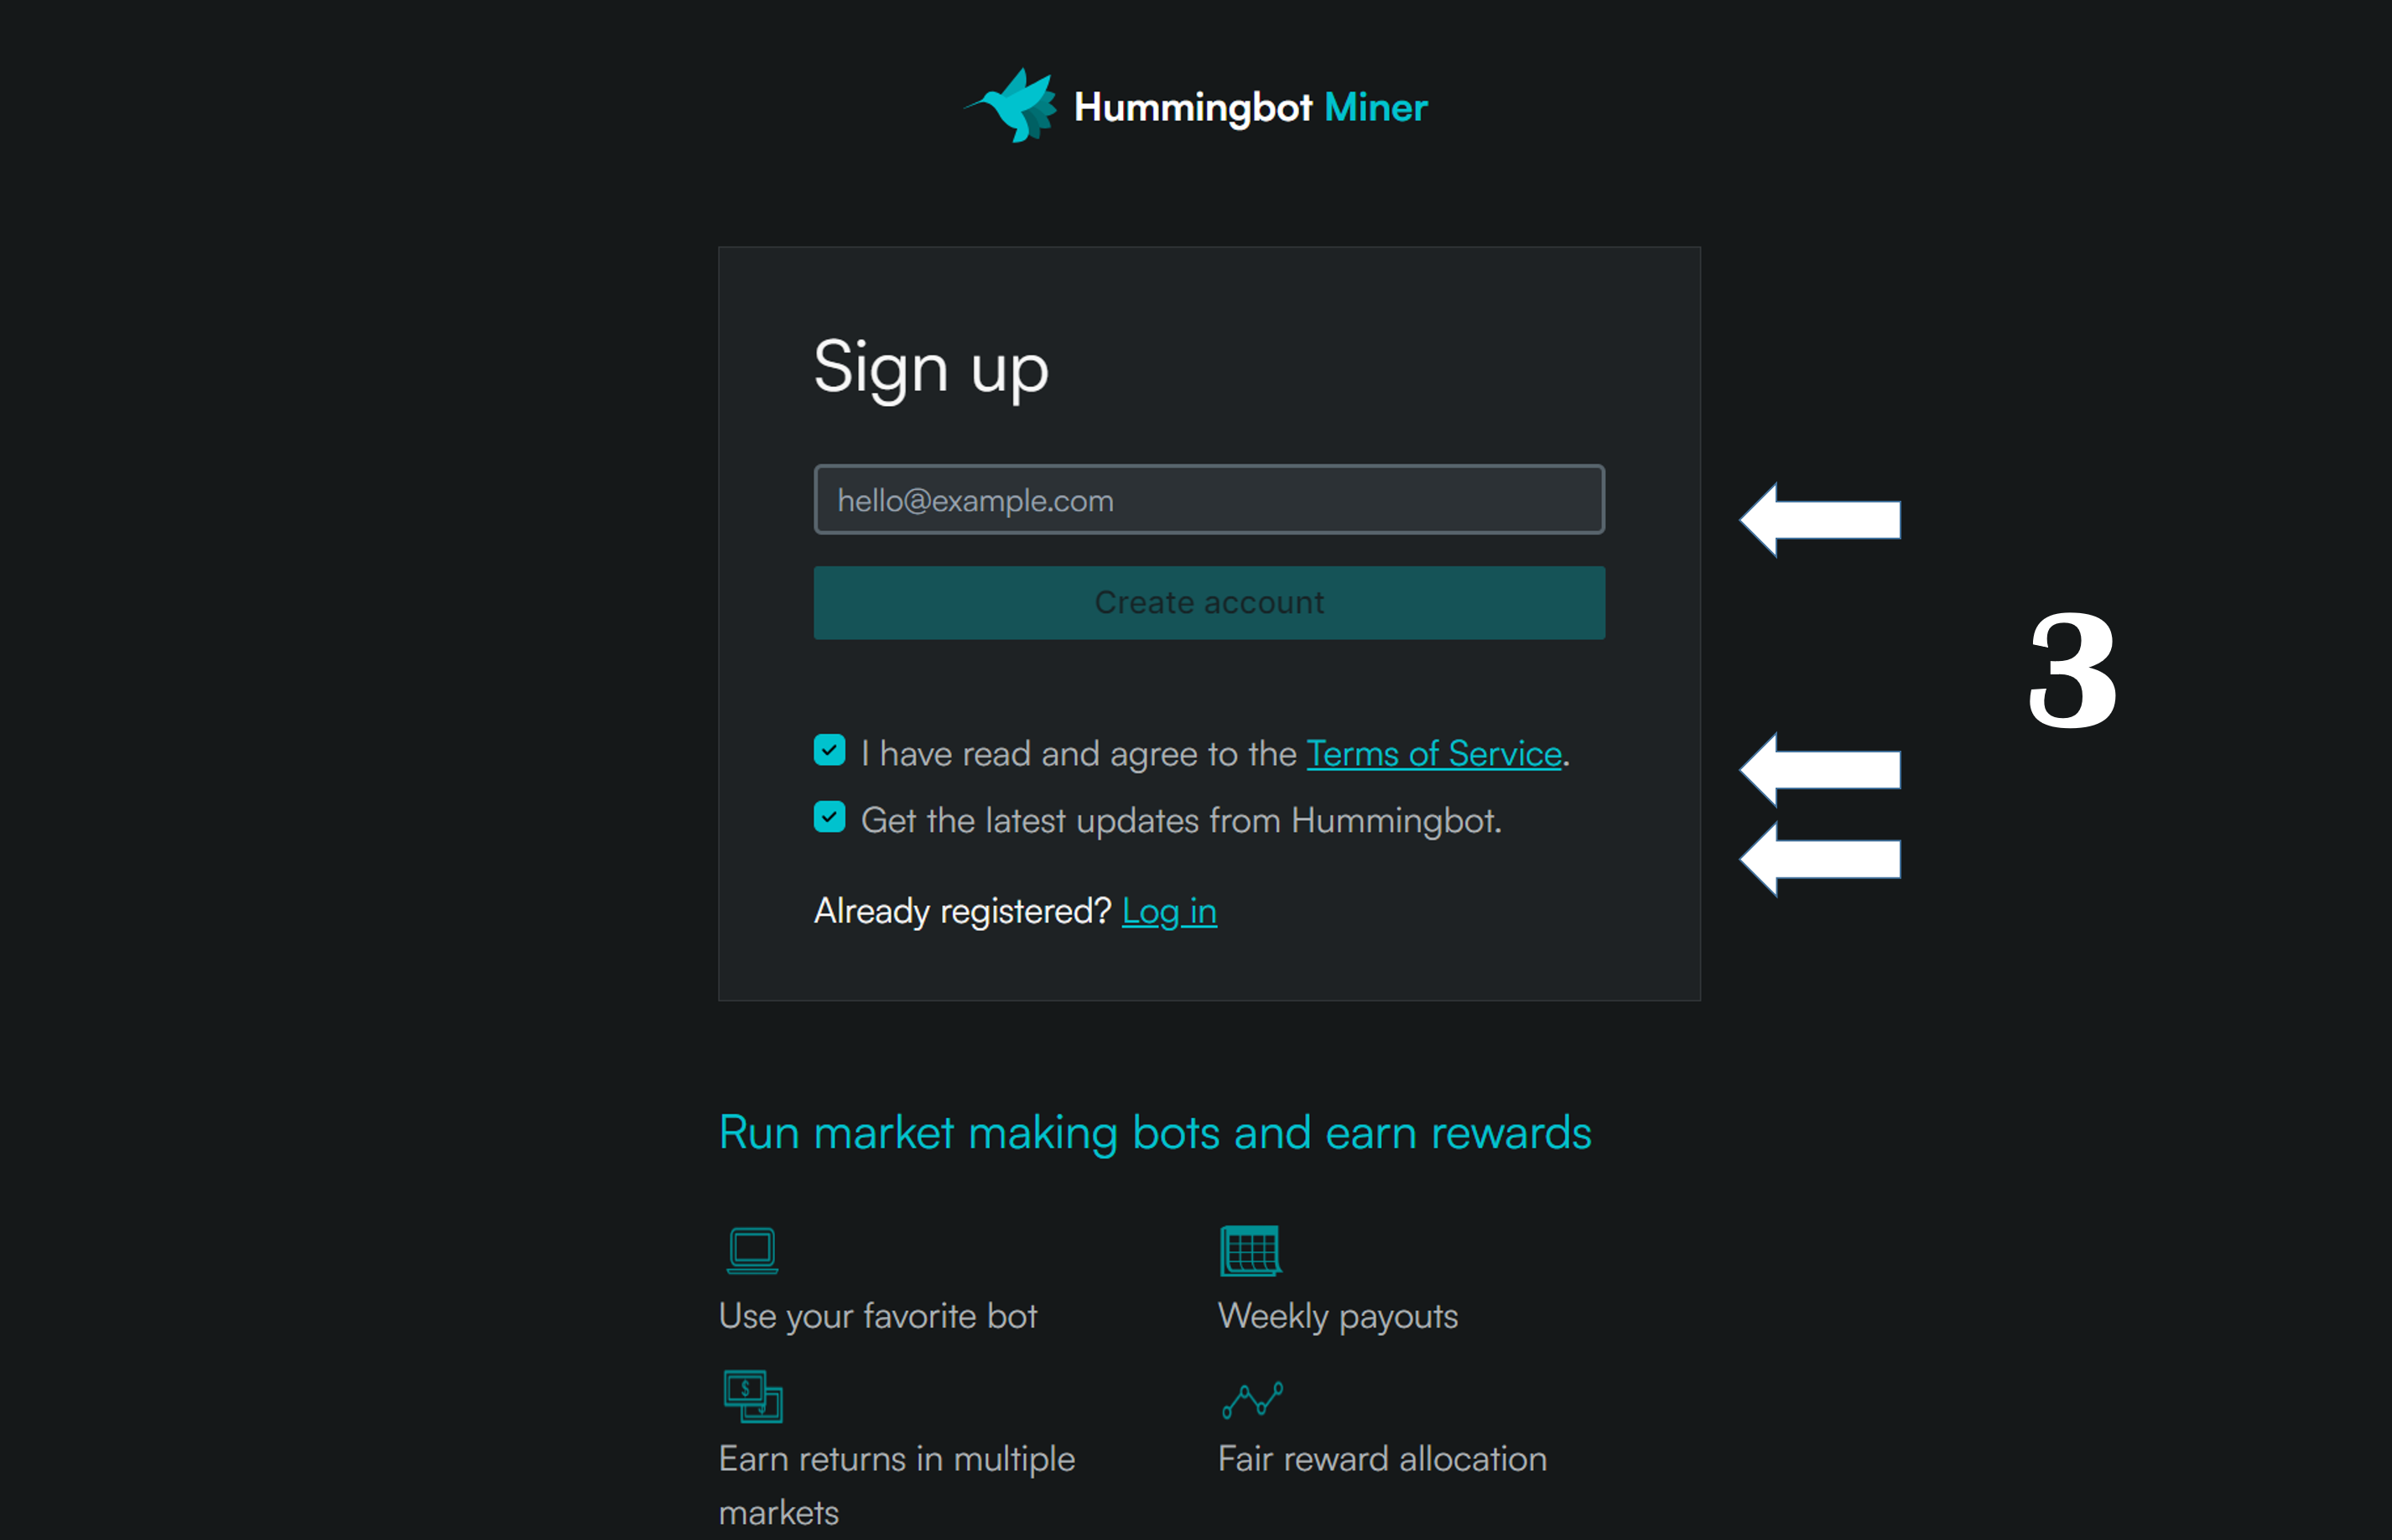 Hummingbot Miner
Sign up
hello@example.com
Create account
3
I have read and agree to the Terms of Service.
Get the latest updates from Hummingbot.
Already registered? Log in
Run market making bots and earn rewards
Use your favorite bot
Weekly payouts
$
$
Earn returns in multiple
markets
Fair reward allocation